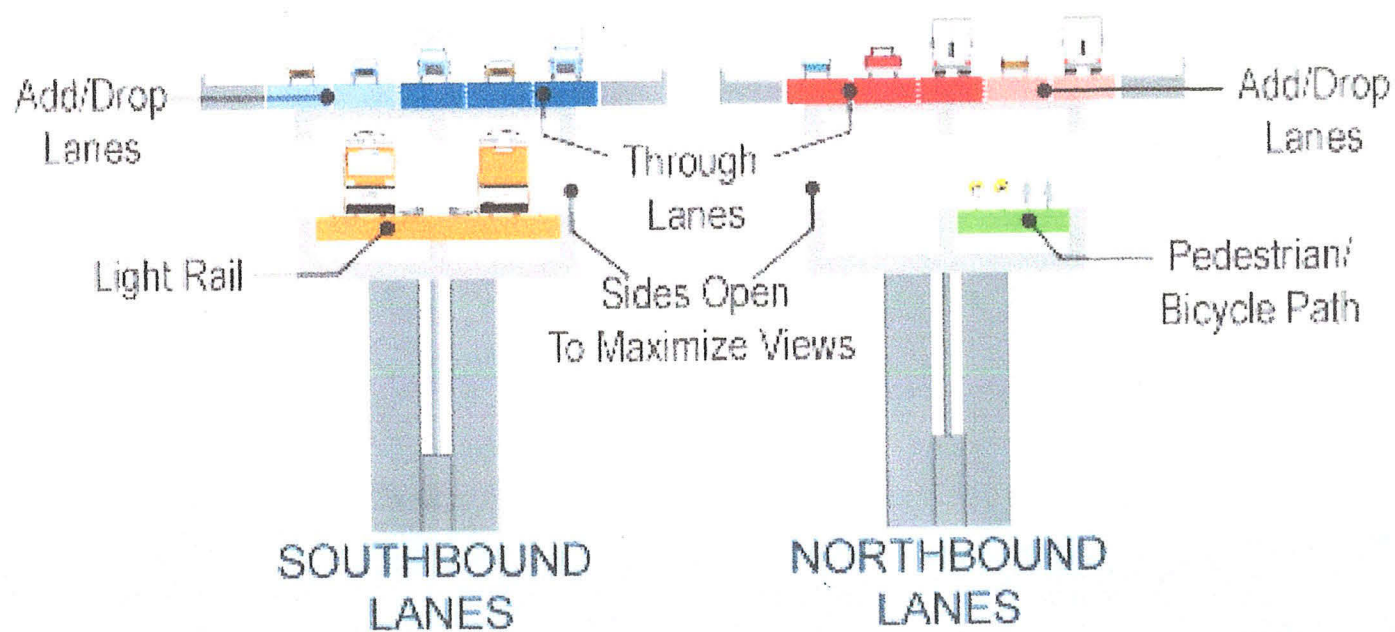 Add/Drop
Lanes
Add/Drop
Lanes
Through
Lanes
Light Rail
Sides Open
To Maximize Views
Pedestrian/
Bicycle Path
SOUTHBOUND
LANES
NORTHBOUND
LANES